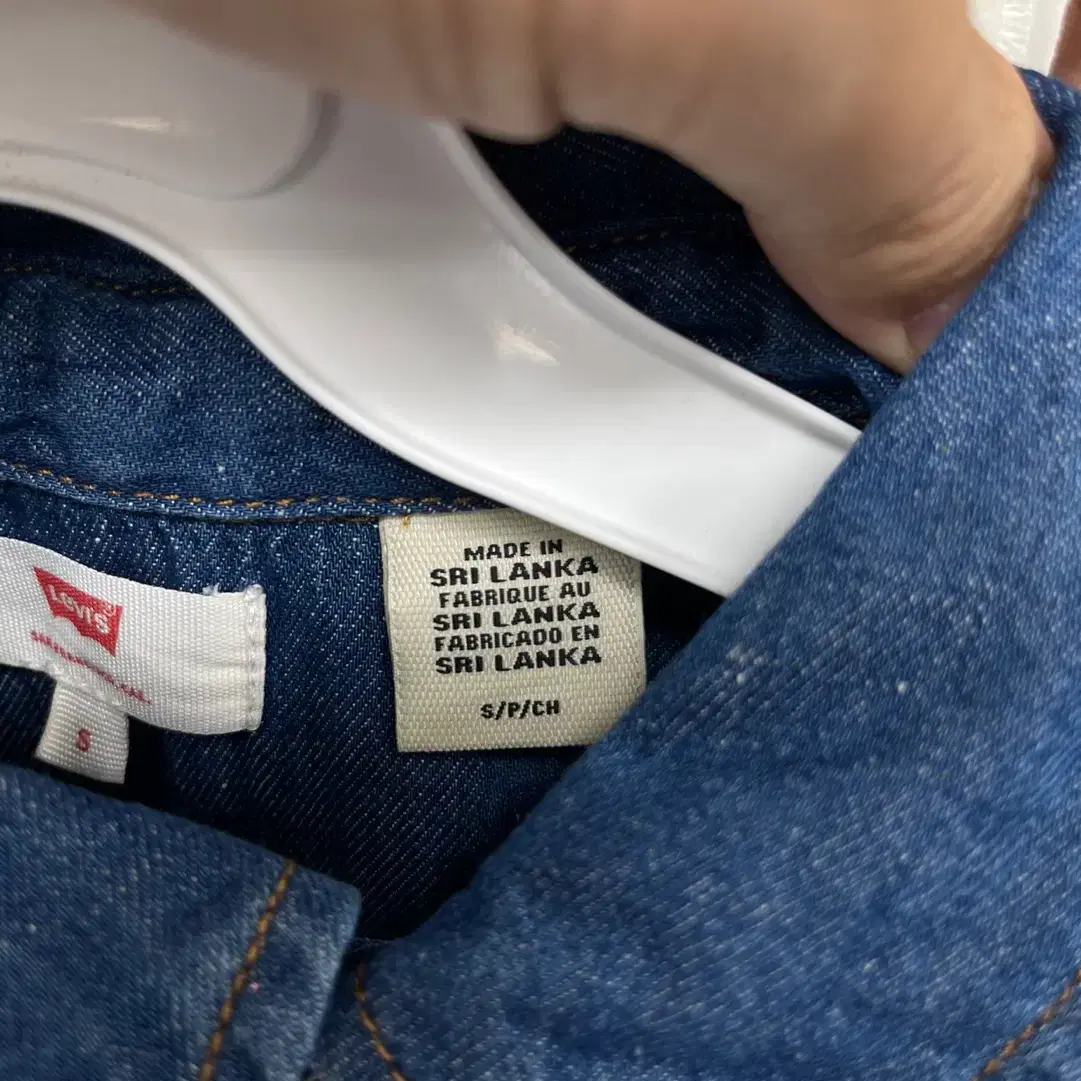 Levi's
S
MADE IN
SRI LANKA
FABRIQUE AU
SRI LANKA
FABRICADO EN
SRI LANKA
S/P/CH